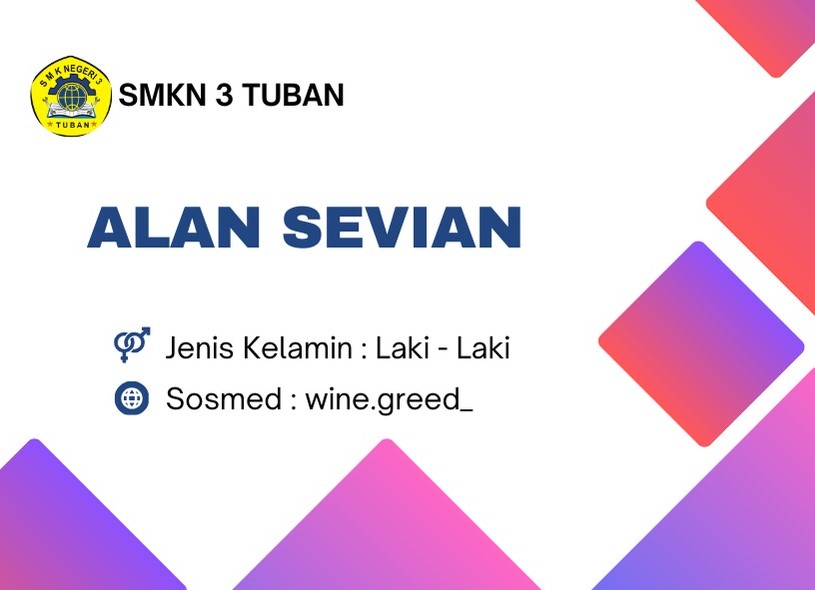 SMK NEGERI 3
TUBAN
SMKN 3 TUBAN
ALAN SEVIAN
Jenis Kelamin : Laki - Laki
Sosmed : wine.greed_